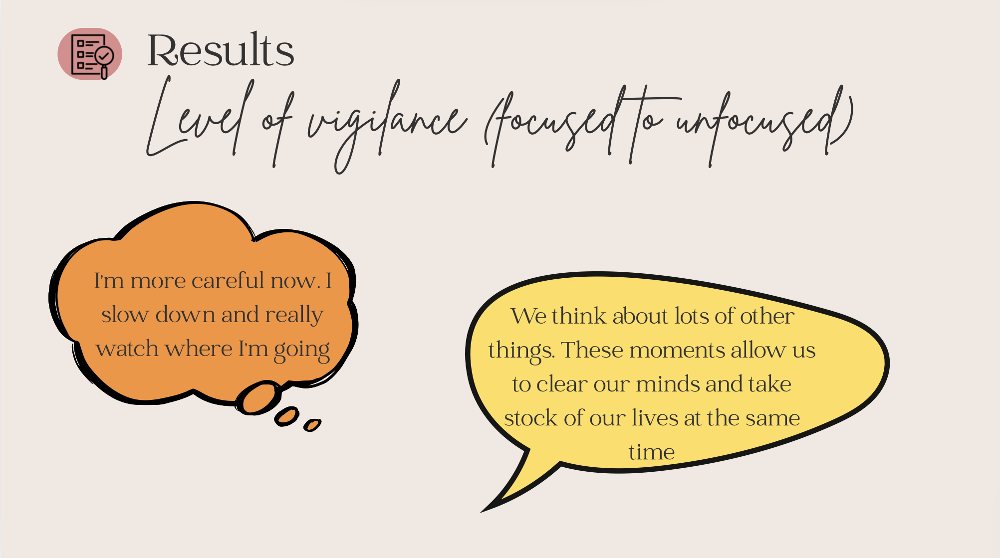 Results
Level of vigilance (focused to unfocused)
I'm more careful now. I
slow down and really
watch where I'm going
We think about lots of other
things. These moments allow us
to clear our minds and take
stock of our lives at the same
time